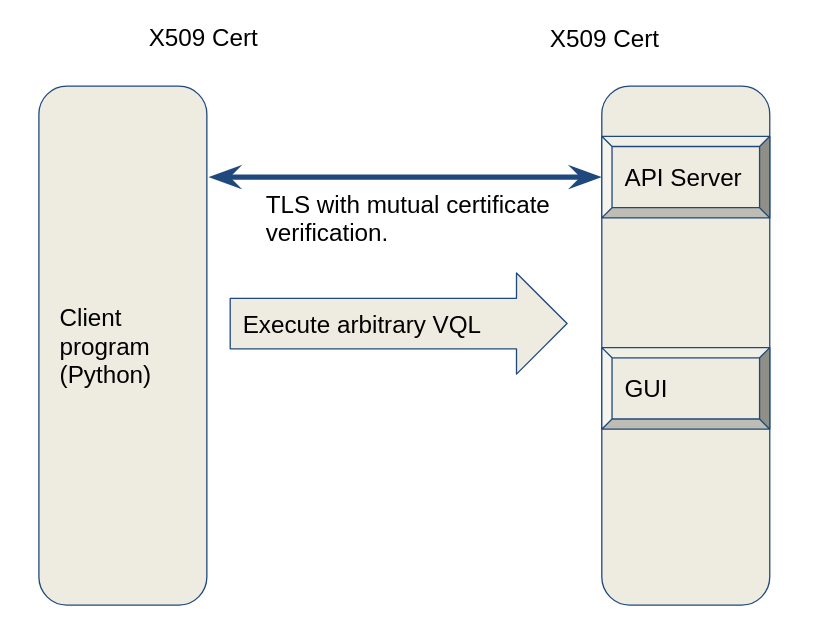 X509 Cert
X509 Cert
API Server
TLS with mutual certificate
verification.
Client
program
(Python)
Execute arbitrary VQL
GUI